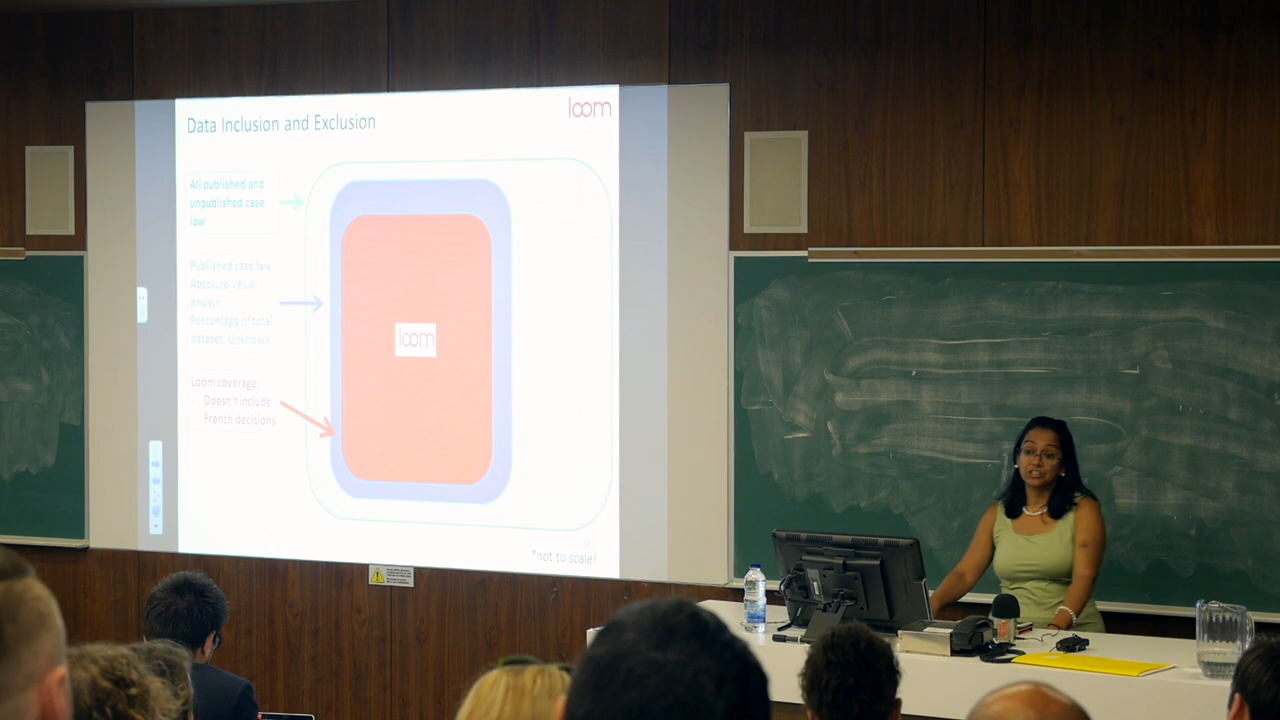 loom
Data Inclusion and Exclusion
All published and
unpublished case
law
Published case law
Absolute Value:
Known
Percentage of total
dataset: Unknown
loom
Loom coverage:
- Doesn't include
French decisions
*not to scale!